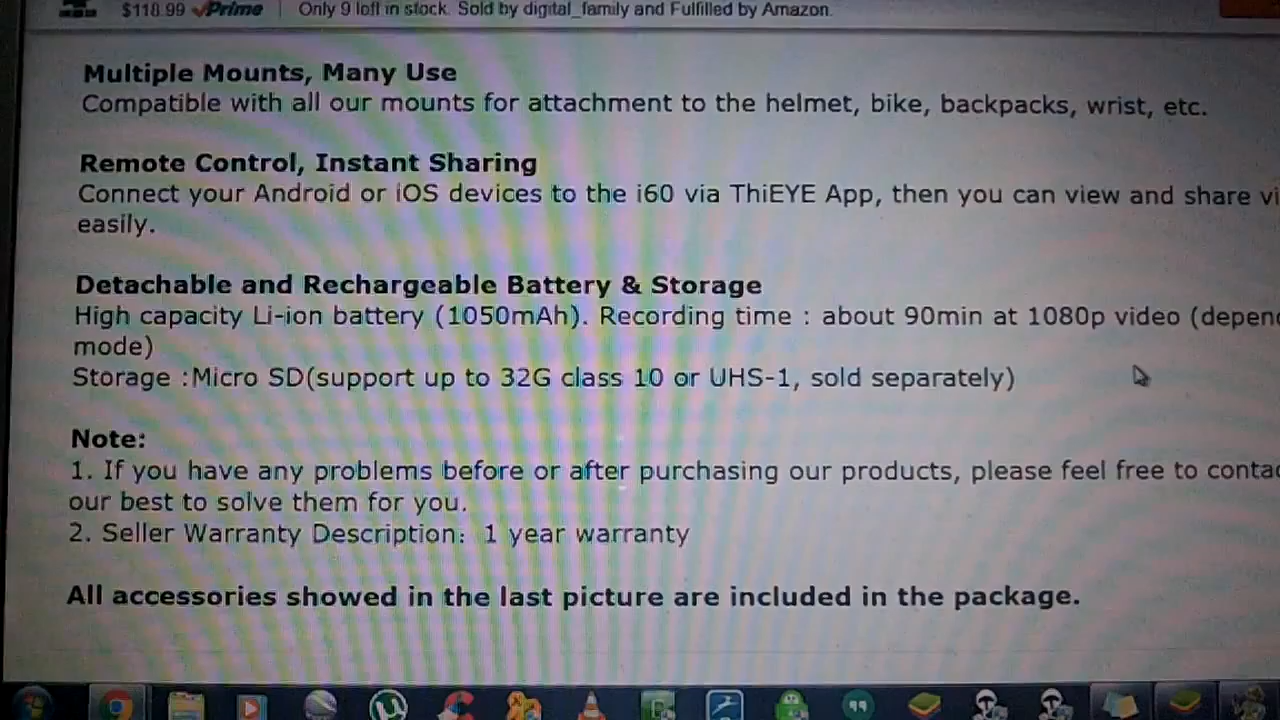 $118.99 Prime | Only 9 left in stock. Sold by digital_family and Fulfilled by Amazon.
Multiple Mounts, Many Use
Compatible with all our mounts for attachment to the helmet, bike, backpacks, wrist, etc.
Remote Control, Instant Sharing
Connect your Android or iOS devices to the i60 via ThiEYE App, then you can view and share vi
easily.
Detachable and Rechargeable Battery & Storage
High capacity Li-ion battery (1050mAh). Recording time : about 90min at 1080p video (depend
mode)
Storage :Micro SD(support up to 32G class 10 or UHS-1, sold separately)
Note:
1. If you have any problems before or after purchasing our products, please feel free to contac
our best to solve them for you.
2. Seller Warranty Description: 1 year warranty
All accessories showed in the last picture are included in the package.